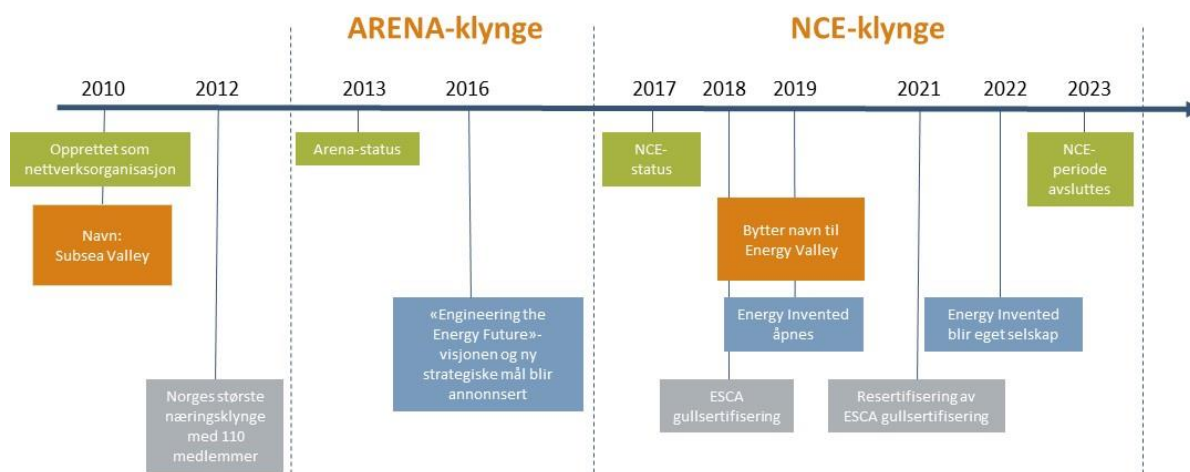 ARENA-klynge
NCE-klynge
2010
2012
2013
2016
2017
2018
2019
2021
2022
2023
Opprettet som
nettverksorganisasjon
Arena-status
NCE-
status
NCE-
periode
avsluttes
Navn:
Subsea Valley
Bytter navn til
Energy Valley
«Engineering the
Energy Future»-
visjonen og ny
strategiske mål blir
annonnsert
Energy Invented
åpnes
Energy Invented
blir eget selskap
Norges største
næringsklynge
med 110
medlemmer
ESCA
gullsertifisering
Resertifisering av
ESCA gullsertifisering